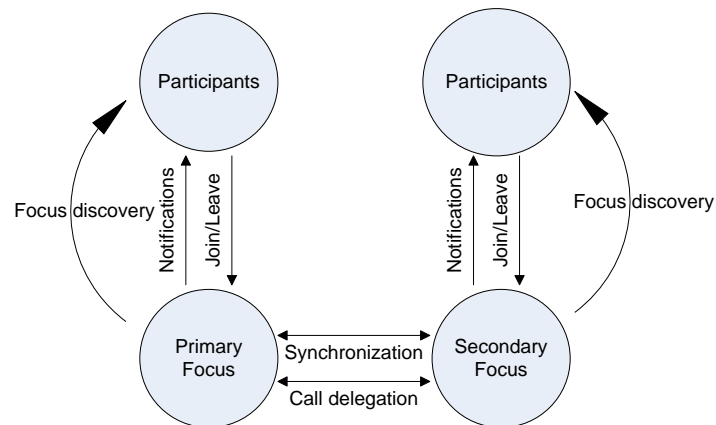 Participants
Participants
Focus discovery
Notifications
Join/Leave
Notifications
Join/Leave
Focus discovery
Primary
Focus
Synchronization
Call delegation
Secondary
Focus